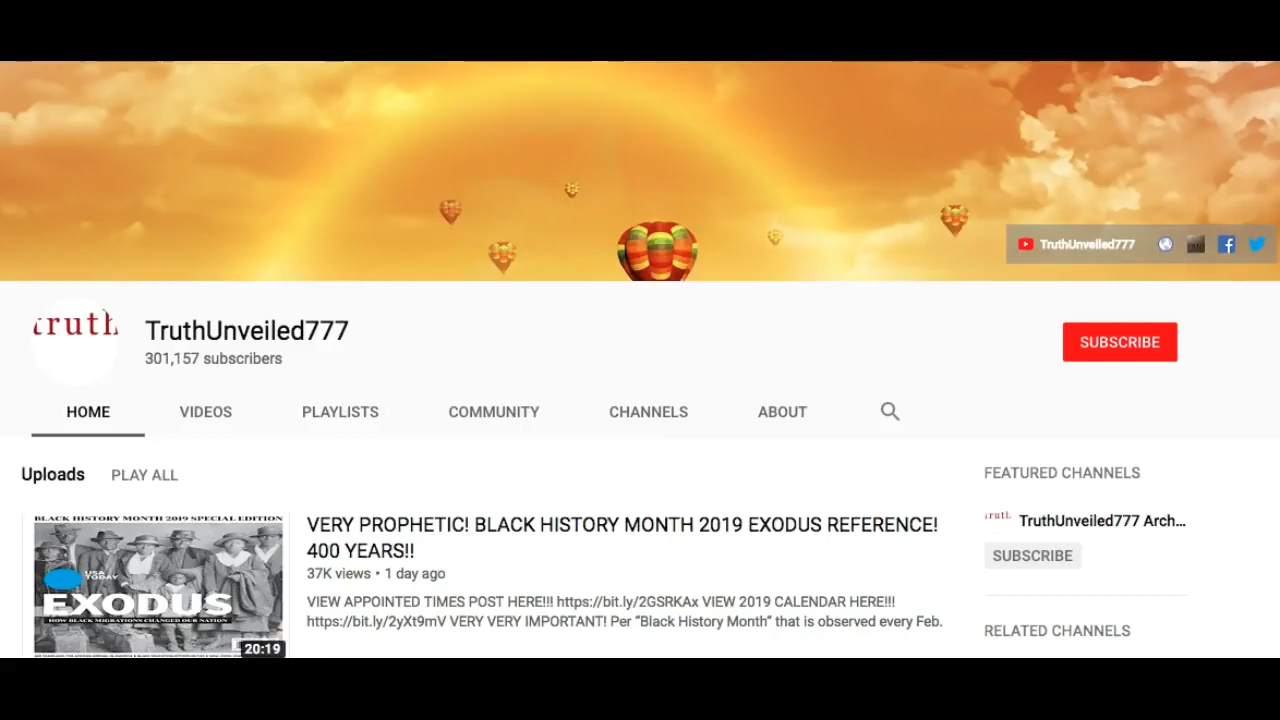 TruthUnveiled777
truth
TruthUnveiled777
301,157 subscribers
SUBSCRIBE
HOME VIDEOS PLAYLISTS COMMUNITY CHANNELS ABOUT
Uploads PLAY ALL
FEATURED CHANNELS
BLACK HISTORY MONTH 2019 SPECIAL EDITION
USA
TODAY
EXODUS
HOW BLACK MIGRATIONS CHANGED OUR NATION
20:19
VERY PROPHETIC! BLACK HISTORY MONTH 2019 EXODUS REFERENCE!
400 YEARS!!
37K views • 1 day ago
VIEW APPOINTED TIMES POST HERE!!! https://bit.ly/2GSRKAx VIEW 2019 CALENDAR HERE!!!
https://bit.ly/2yXt9mV VERY VERY IMPORTANT! Per “Black History Month” that is observed every Feb.
truth
TruthUnveiled777 Arch...
SUBSCRIBE
RELATED CHANNELS